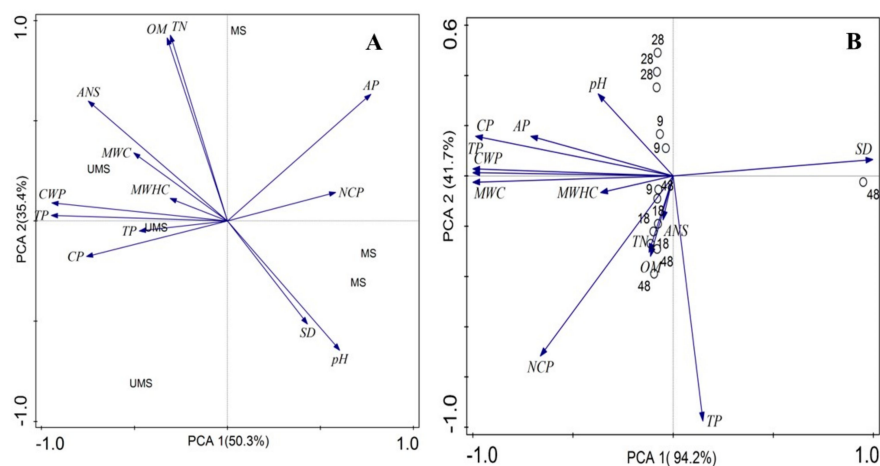 1.0
OM TN
MS
A
ANS
AP
MWC
UMS
MWHC
NCP
CWP
TP
TP
UMS
CP
MS
MS
SD
pH
UMS
PCA 2(35.4%)
-1.0
-1.0
PCA 1(50.3%)
1.0
0.6
28
B
28
28
pH
CP
AP
9
TP
9
SD
CWP
MWC
MWHC
9
48
48
18
18
ANS
TN
18
OM
48
48
NCP
TP
PCA 2 (41.7%)
-1.0
-1.0
PCA 1( 94.2%)
1.0